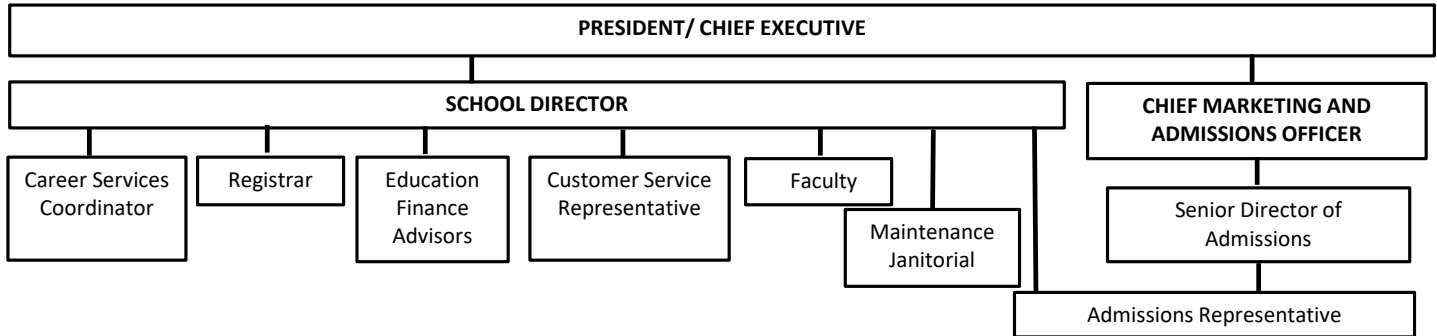 PRESIDENT/ CHIEF EXECUTIVE
SCHOOL DIRECTOR
CHIEF MARKETING AND
ADMISSIONS OFFICER
Career Services
Coordinator
Registrar
Education
Finance
Advisors
Customer Service
Representative
Faculty
Maintenance
Janitorial
Senior Director of
Admissions
Admissions Representative